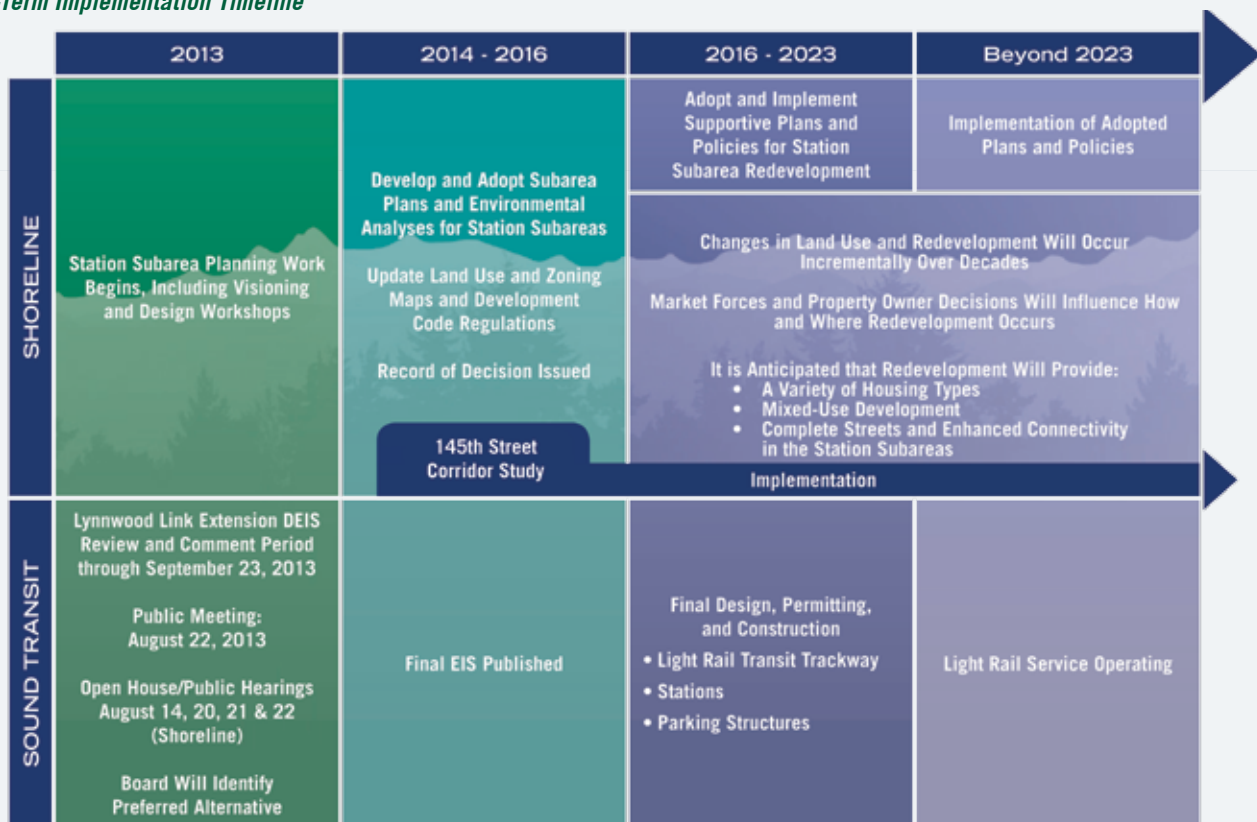 -Term Implementation Timeline
2013
2014 - 2016
2016 - 2023
Beyond 2023
SHORELINE
Station Subarea Planning Work
Begins, Including Visioning
and Design Workshops
Develop and Adopt Subarea
Plans and Environmental
Analyses for Station Subareas
Update Land Use and Zoning
Maps and Development
Code Regulations
Record of Decision Issued
145th Street
Corridor Study
Adopt and Implement
Supportive Plans and
Policies for Station
Subarea Redevelopment
Implementation of Adopted
Plans and Policies
Changes in Land Use and Redevelopment Will Occur
Incrementally Over Decades
Market Forces and Property Owner Decisions Will Influence How
and Where Redevelopment Occurs
It is Anticipated that Redevelopment Will Provide:
• A Variety of Housing Types
• Mixed-Use Development
• Complete Streets and Enhanced Connectivity
in the Station Subareas
Implementation
SOUND TRANSIT
Lynnwood Link Extension DEIS
Review and Comment Period
through September 23, 2013
Public Meeting:
August 22, 2013
Open House/Public Hearings
August 14, 20, 21 & 22
(Shoreline)
Board Will Identify
Preferred Alternative
Final EIS Published
Final Design, Permitting,
and Construction
• Light Rail Transit Trackway
• Stations
• Parking Structures
Light Rail Service Operating